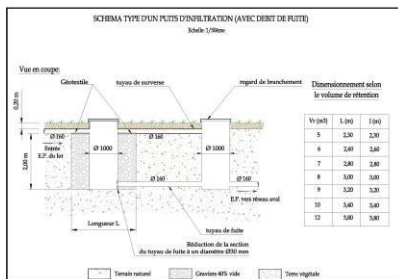 SCHEMA TYPE D'UN PUITS D'INFILTRATION (AVEC DEBIT DE FUITE)
Echelle 1/50ème
Vue en coupe:
Géotextile
tuyau de surverse
regard de branchement
Dimensionnement selon
le volume de rétention
0,20 m
Ø 160
Ø 160
Entrée
E.P. du lot
Ø 1000
Ø 1000
2,00 m
Ø 160
Ø 160
E.P. vers réseau aval
tuyau de fuite
Longueur L
Réduction de la section
du tuyau de fuite à un diamètre Ø30 mm
Vr (m3) L (m) l (m)
5 2,30 2,30
6 2,60 2,60
7 2,80 2,80
8 3,00 3,00
9 3,20 3,20
10 3,40 3,40
12 3,80 3,80
Terrain naturel
Graviers 40% vide
Terre végétale